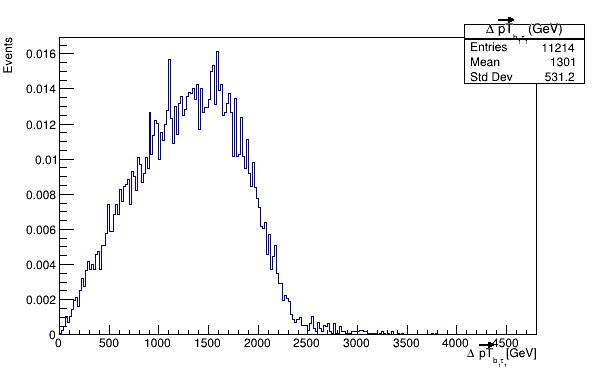 Δ pT b₁τ₁ (GeV)
Entries 11214
Mean 1301
Std Dev 531.2
Events
0.016
0.014
0.012
0.01
0.008
0.006
0.004
0.002
0
0 500 1000 1500 2000 2500 3000 3500 4000 4500
Δ pT b₁τ₁ [GeV]